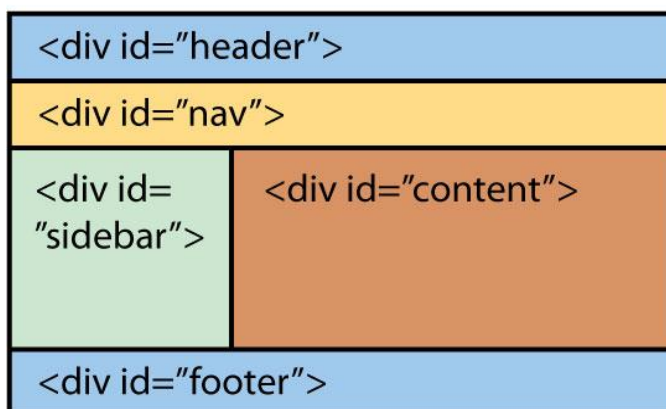 <div id="header">
<div id="nav">
<div id=
"sidebar">
<div id="content">
<div id="footer">